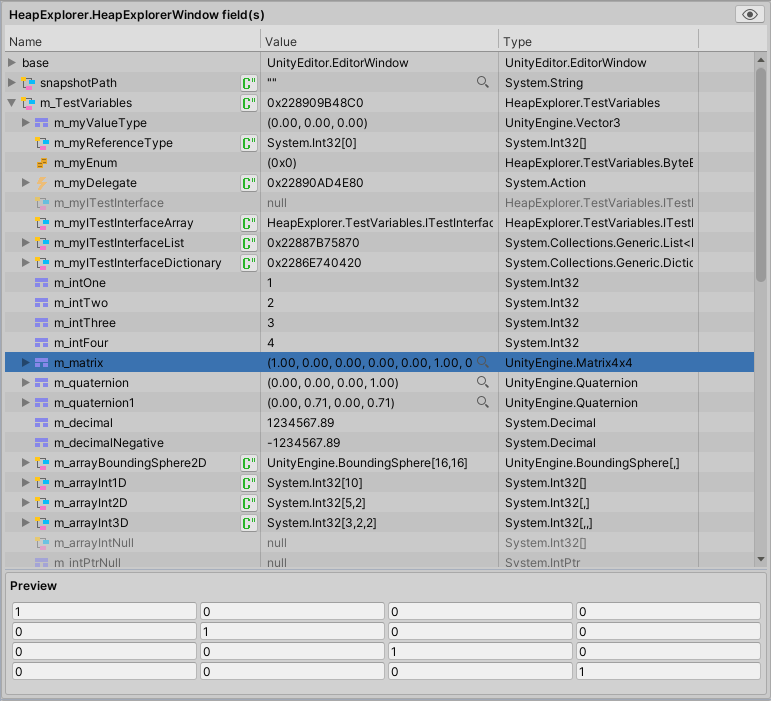 HeapExplorer.HeapExplorerWindow field(s)
Name Value Type
base UnityEditor.EditorWindow UnityEditor.EditorWindow
snapshotPath C# "" System.String
m_TestVariables C# 0x228909B48C0 HeapExplorer.TestVariables
m_myValueType (0.00, 0.00, 0.00) UnityEngine.Vector3
m_myReferenceType C# System.Int32[0] System.Int32[]
m_myEnum (0x0) HeapExplorer.TestVariables.ByteE
m_myDelegate C# 0x22890AD4E80 System.Action
m_myITestInterface null HeapExplorer.TestVariables.ITestI
m_myITestInterfaceArray C# HeapExplorer.TestVariables.ITestInterfac HeapExplorer.TestVariables.ITestI
m_myITestInterfaceList C# 0x22887B75870 System.Collections.Generic.List<I
m_myITestInterfaceDictionary C# 0x2286E740420 System.Collections.Generic.Dictic
m_intOne 1 System.Int32
m_intTwo 2 System.Int32
m_intThree 3 System.Int32
m_intFour 4 System.Int32
m_matrix (1.00, 0.00, 0.00, 0.00, 0.00, 1.00, 0 UnityEngine.Matrix4x4
m_quaternion (0.00, 0.00, 0.00, 1.00) UnityEngine.Quaternion
m_quaternion1 (0.00, 0.71, 0.00, 0.71) UnityEngine.Quaternion
m_decimal 1234567.89 System.Decimal
m_decimalNegative -1234567.89 System.Decimal
m_arrayBoundingSphere2D C# UnityEngine.BoundingSphere[16,16] UnityEngine.BoundingSphere[,]
m_arrayInt1D C# System.Int32[10] System.Int32[]
m_arrayInt2D C# System.Int32[5,2] System.Int32[,]
m_arrayInt3D C# System.Int32[3,2,2] System.Int32[,,]
m_arrayIntNull null System.Int32[]
m_intPtrNull null System.IntPtr
Preview
1 0 0 0
0 1 0 0
0 0 1 0
0 0 0 1